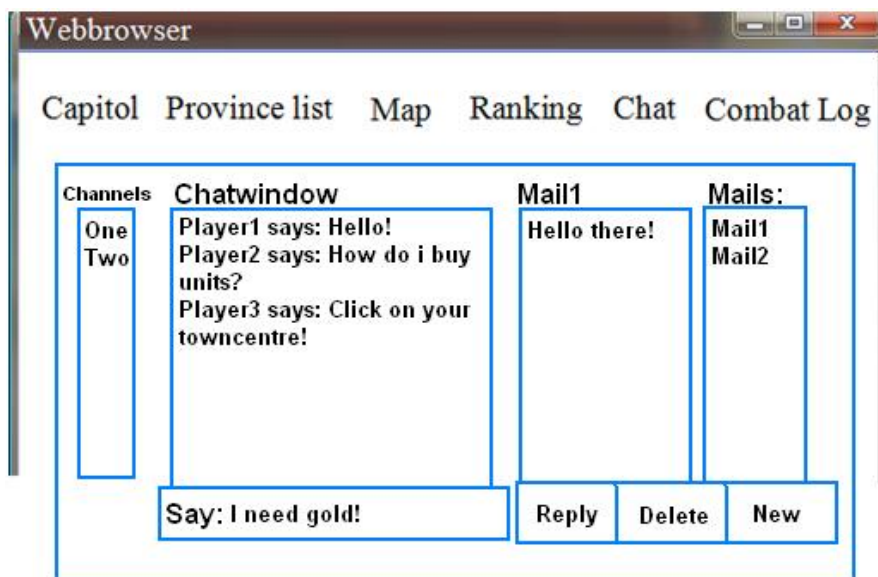 Webbrowser
Capitol Province list Map Ranking Chat Combat Log
Channels
One
Two
Chatwindow
Player1 says: Hello!
Player2 says: How do i buy
units?
Player3 says: Click on your
towncentre!
Say: I need gold!
Mail1
Hello there!
Mails:
Mail1
Mail2
Reply Delete New